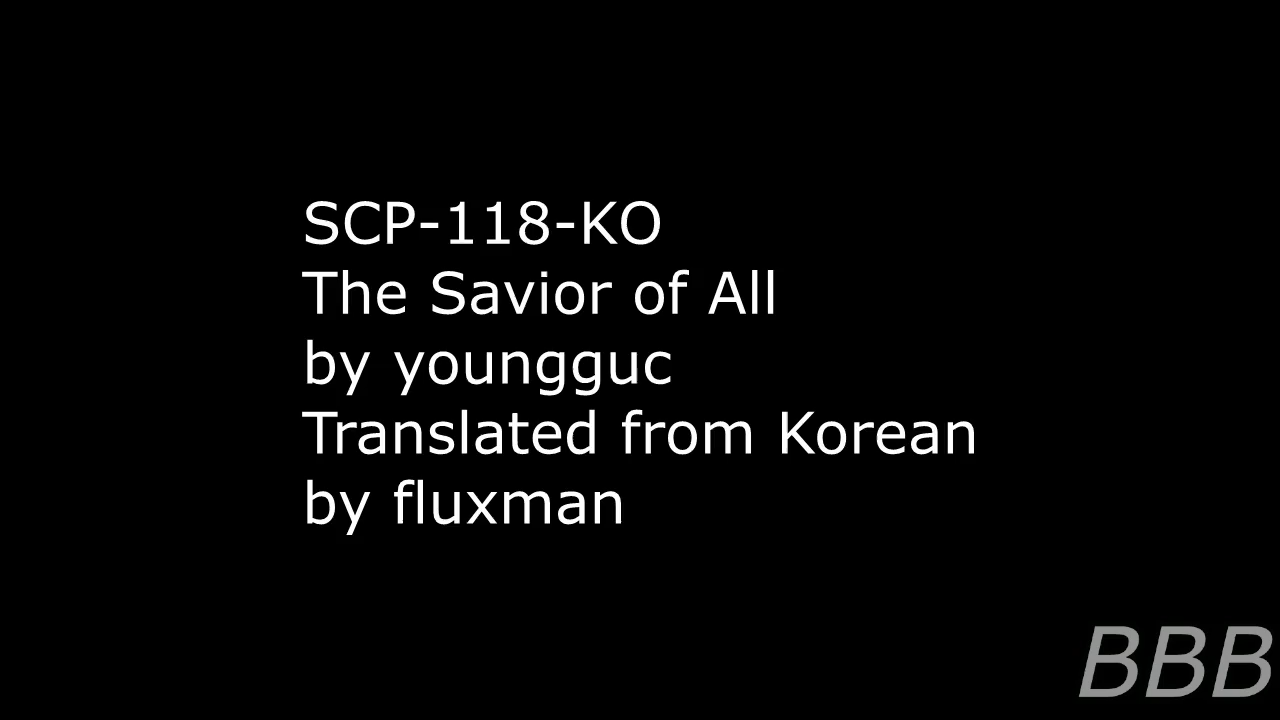 SCP-118-KO
The Savior of All
by youngguc
Translated from Korean
by fluxman
BBB